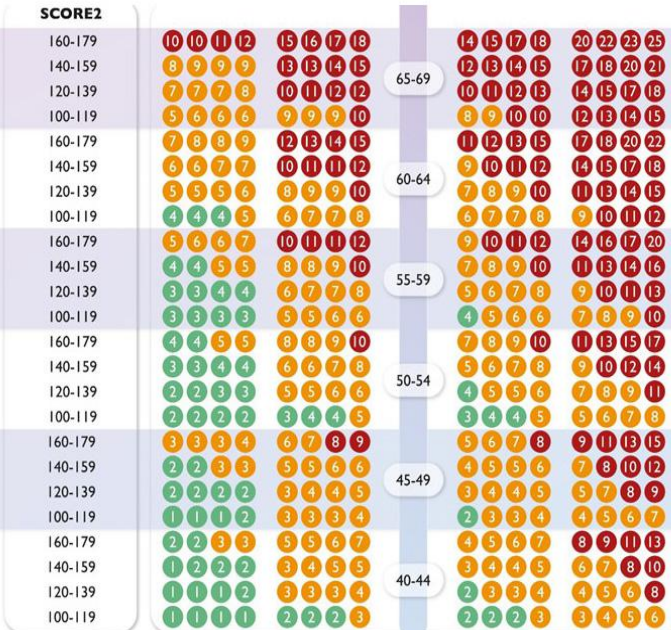 SCORE2
160-179 10 10 11 12 15 16 17 18 14 15 17 18 20 22 23 25
140-159 8 9 9 9 13 13 14 15 12 13 14 15 17 18 20 21
65-69
120-139 7 7 7 8 10 11 12 12 10 11 12 13 14 15 17 18
100-119 5 6 6 6 9 9 9 10 8 9 10 10 12 13 14 15
160-179 7 8 8 9 12 13 14 15 11 12 13 15 17 18 20 22
140-159 6 6 7 7 10 11 11 12 9 10 11 12 14 15 17 18
60-64
120-139 5 5 5 6 8 9 9 10 7 8 9 10 11 13 14 15
100-119 4 4 4 5 6 7 7 8 6 7 7 8 9 10 11 12
160-179 5 6 6 7 10 11 11 12 9 10 11 12 14 16 17 20
140-159 4 4 5 5 8 8 9 10 7 8 9 10 11 13 14 16
55-59
120-139 3 3 4 4 6 7 7 8 5 6 7 8 9 10 11 13
100-119 3 3 3 3 5 5 6 6 4 5 6 6 7 8 9 10
160-179 4 4 5 5 8 8 9 10 7 8 9 10 11 13 15 17
140-159 3 3 4 4 6 6 7 8 5 6 7 8 9 10 12 14
50-54
120-139 2 2 3 3 5 5 6 6 4 5 5 6 7 8 9 11
100-119 2 2 2 2 3 4 4 5 3 4 4 5 5 6 7 8
160-179 3 3 3 4 6 7 8 9 5 6 7 8 9 11 13 15
140-159 2 2 3 3 5 5 6 6 4 5 5 6 7 8 10 12
45-49
120-139 2 2 2 2 3 4 4 5 3 4 4 5 5 7 8 9
100-119 1 1 1 2 3 3 3 4 2 3 3 4 4 5 6 7
160-179 2 2 3 3 5 5 6 7 4 5 6 7 8 9 11 13
140-159 1 2 2 2 3 4 5 5 3 4 4 5 6 7 8 10
40-44
120-139 1 1 1 2 3 3 3 4 2 3 3 4 4 5 6 8
100-119 1 1 1 1 2 2 2 3 2 2 2 3 3 4 5 6